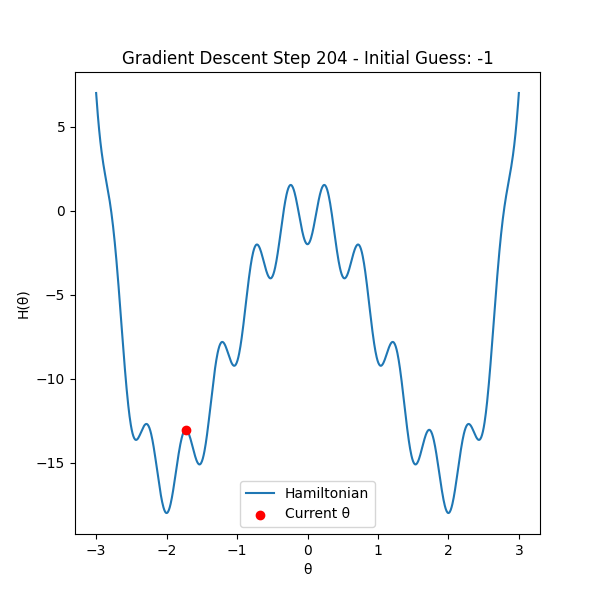 Gradient Descent Step 204 - Initial Guess: -1
5
0
−5
−10
−15
H(θ)
Hamiltonian
Current θ
−3 −2 −1 0 1 2 3
θ